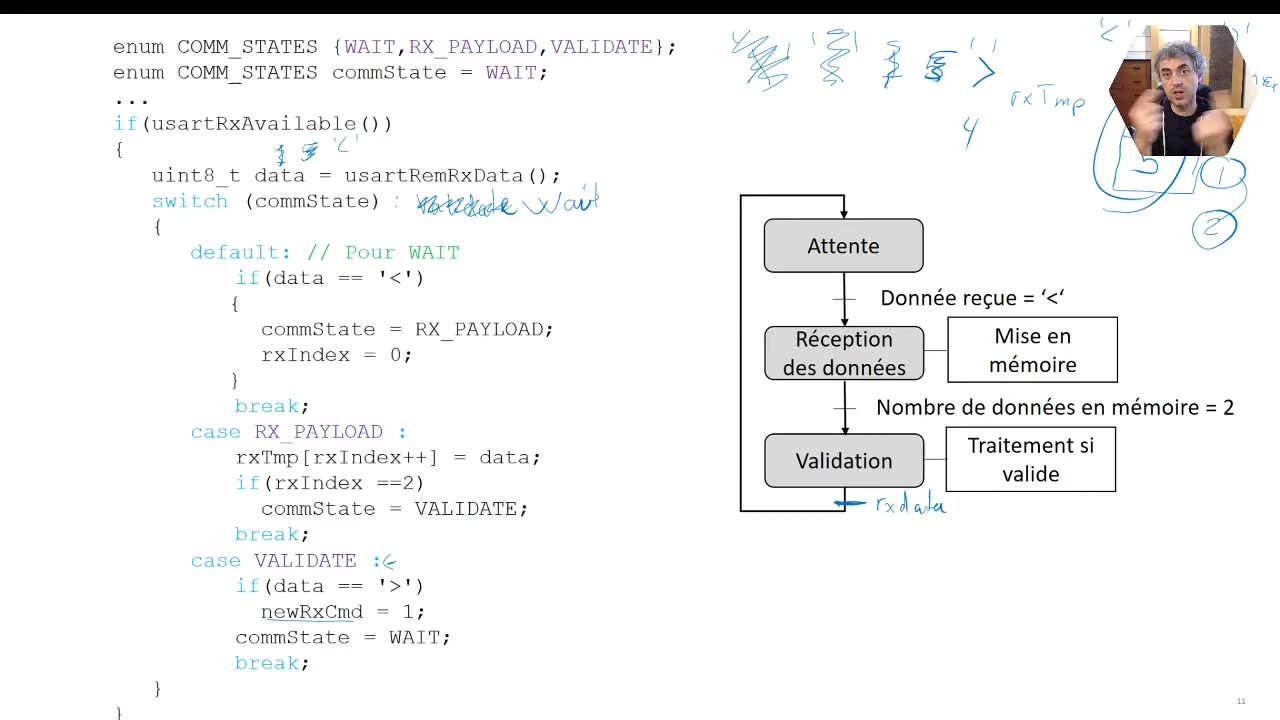 enum COMM_STATES {WAIT,RX_PAYLOAD,VALIDATE};
enum COMM_STATES commState = WAIT;
...
if(usartRxAvailable())
{
'<'
uint8_t data = usartRemRxData();
switch (commState) : Wait
{
default: // Pour WAIT
if(data == '<')
{
commState = RX_PAYLOAD;
rxIndex = 0;
}
break;
case RX_PAYLOAD :
rxTmp[rxIndex++] = data;
if(rxIndex ==2)
commState = VALIDATE;
break;
case VALIDATE :
if(data == '>')
newRxCmd = 1;
commState = WAIT;
break;
}
}
'>'
rxTmp
4
1
2
Attente
Donnée reçue = ‘<‘
Réception
des données
Mise en
mémoire
Nombre de données en mémoire = 2
Validation
Traitement si
valide
rxdata
11